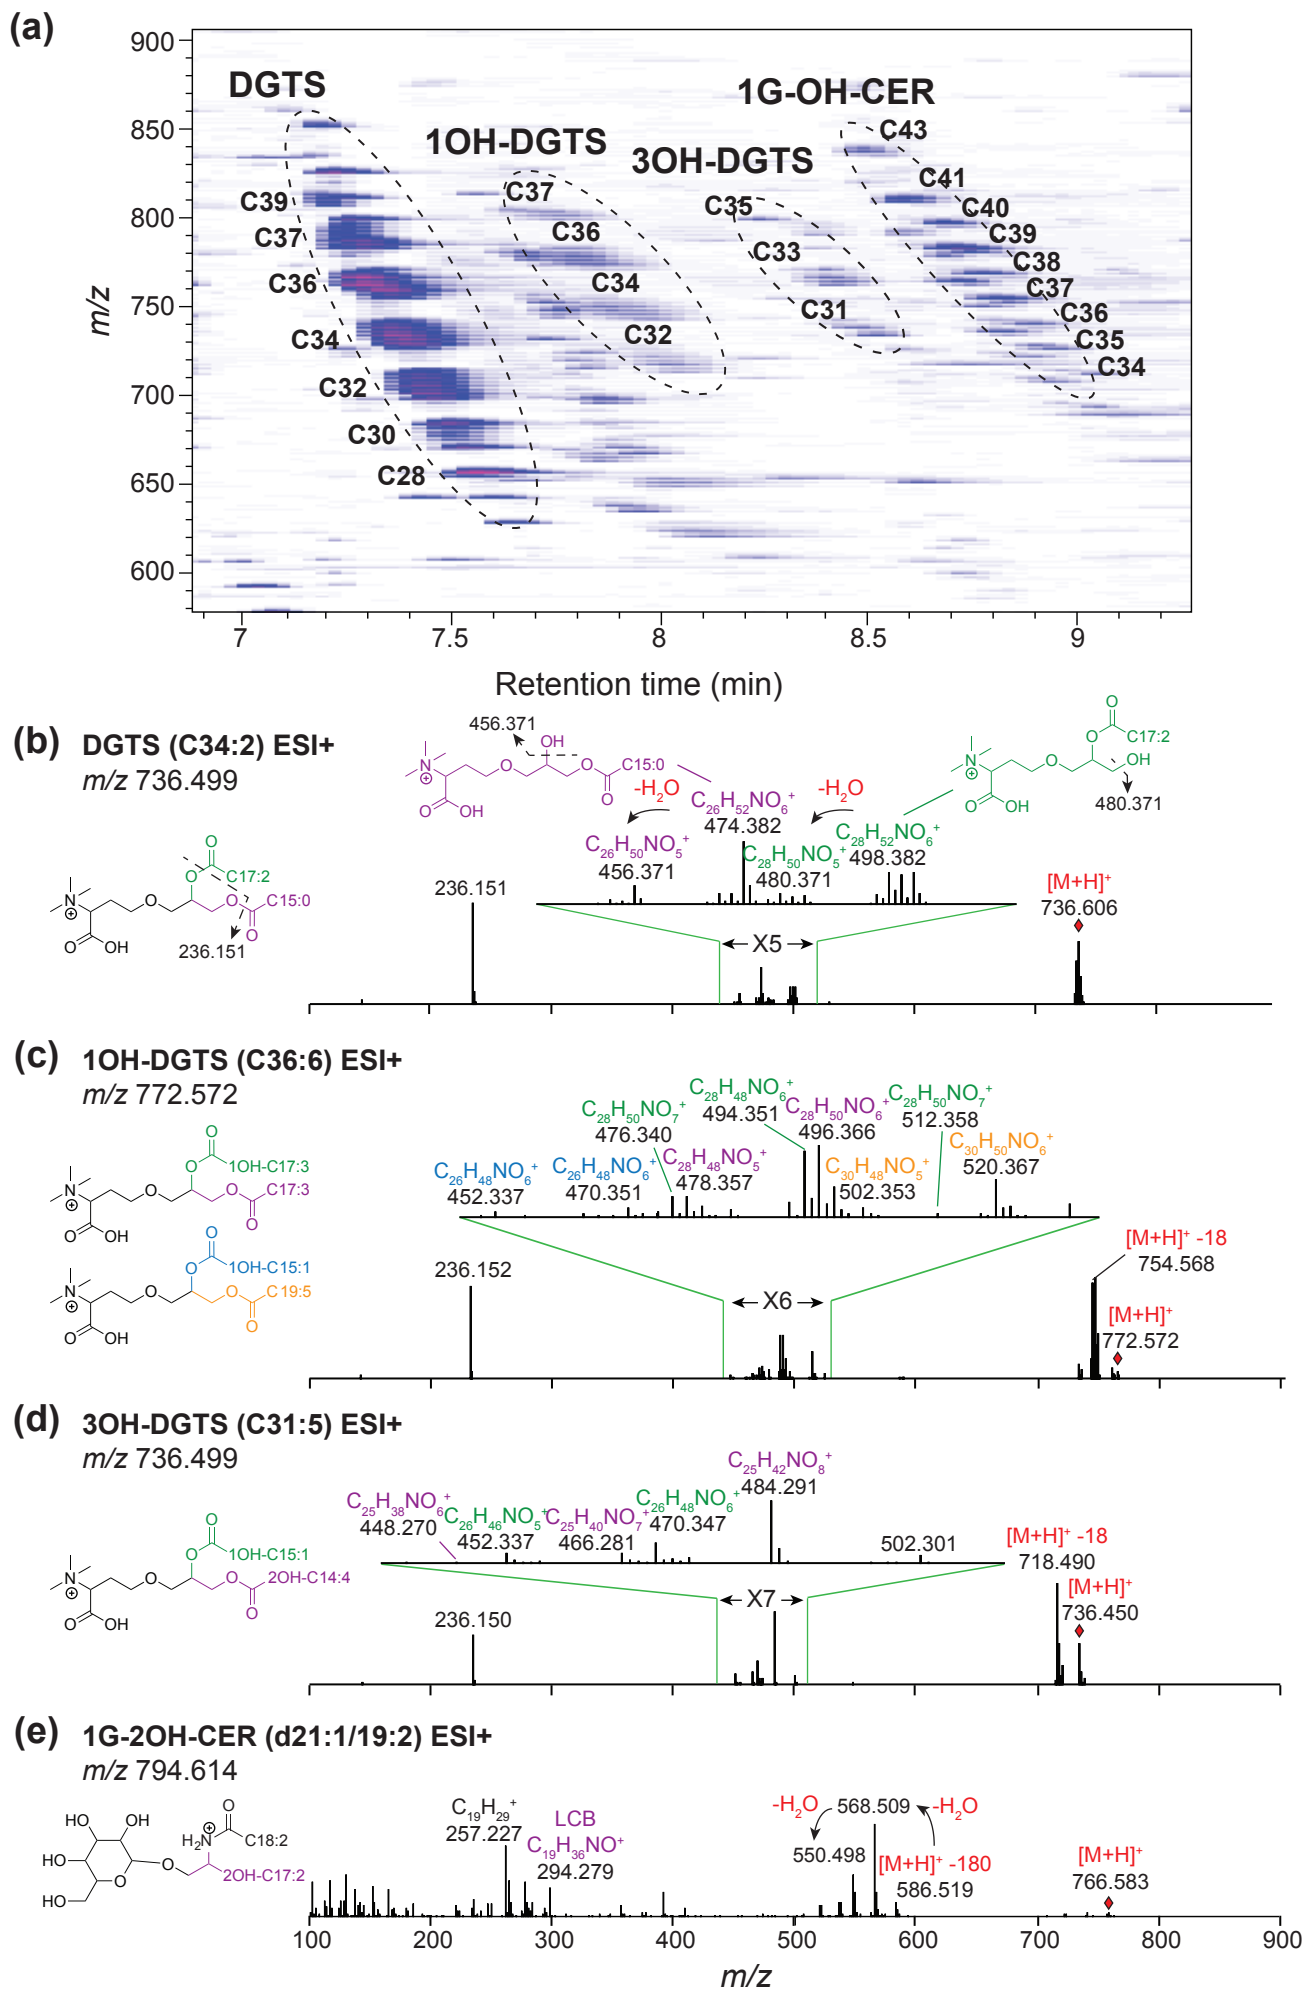 (a)
900
850
800
750
700
650
600
m/z
DGTS
1OH-DGTS
3OH-DGTS
1G-OH-CER
C39
C37
C36
C34
C32
C30
C28
C37
C36
C34
C32
C35
C33
C31
C43
C41
C40
C39
C38
C37
C36
C35
C34
7
7.5
8
8.5
9
Retention time (min)
(b) DGTS (C34:2) ESI+
m/z 736.499
O
C17:2
O
O
O
C15:0
N
⊕
O
OH
O
236.151
456.371
OH
N
⊕
O
O
C15:0
O
OH
O
-H₂O
-H₂O
C₂₆H₅₂NO₆⁺
474.382
C₂₆H₅₀NO₅⁺
456.371
C₂₈H₅₀NO₅⁺
480.371
C₂₈H₅₂NO₆⁺
498.382
O
O
C17:2
N
⊕
O
OH
O
OH
480.371
236.151
X5
[M+H]⁺
736.606
(c) 1OH-DGTS (C36:6) ESI+
m/z 772.572
O
O
1OH-C17:3
N
⊕
O
O
C17:3
O
OH
O
O
O
1OH-C15:1
N
⊕
O
O
C19:5
O
OH
O
C₂₆H₄₈NO₆⁺
452.337
C₂₆H₄₈NO₆⁺
470.351
C₂₈H₅₀NO₇⁺
476.340
C₂₈H₄₈NO₅⁺
478.357
C₂₈H₄₈NO₆⁺
494.351
C₂₈H₅₀NO₆⁺
496.366
C₃₀H₄₈NO₅⁺
502.353
C₂₈H₅₀NO₇⁺
512.358
C₃₀H₅₀NO₆⁺
520.367
236.152
X6
[M+H]⁺ -18
754.568
[M+H]⁺
772.572
(d) 3OH-DGTS (C31:5) ESI+
m/z 736.499
O
O
1OH-C15:1
N
⊕
O
O
2OH-C14:4
O
OH
O
C₂₅H₃₈NO₆⁺
448.270
C₂₆H₄₆NO₅⁺
452.337
C₂₅H₄₀NO₇⁺
466.281
C₂₆H₄₈NO₆⁺
470.347
C₂₅H₄₂NO₈⁺
484.291
502.301
236.150
X7
[M+H]⁺ -18
718.490
[M+H]⁺
736.450
(e) 1G-2OH-CER (d21:1/19:2) ESI+
m/z 794.614
HO
OH
HO
HO
O
O
O
H₂N
⊕
C18:2
2OH-C17:2
C₁₉H₂₉⁺
257.227
LCB
C₁₉H₃₆NO⁺
294.279
-H₂O
568.509
-H₂O
550.498
[M+H]⁺ -180
586.519
[M+H]⁺
766.583
100
200
300
400
500
600
700
800
900
m/z